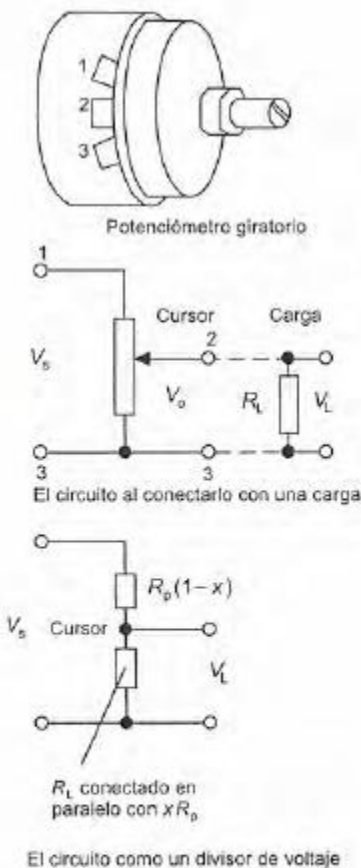 1
2
3
Potenciómetro giratorio
1
Cursor
Carga
2
Vs
Vo
RL
VL
3
3
El circuito al conectarlo con una carga
Rp(1−x)
Vs
Cursor
VL
RL conectado en
paralelo con xRp
El circuito como un divisor de voltaje